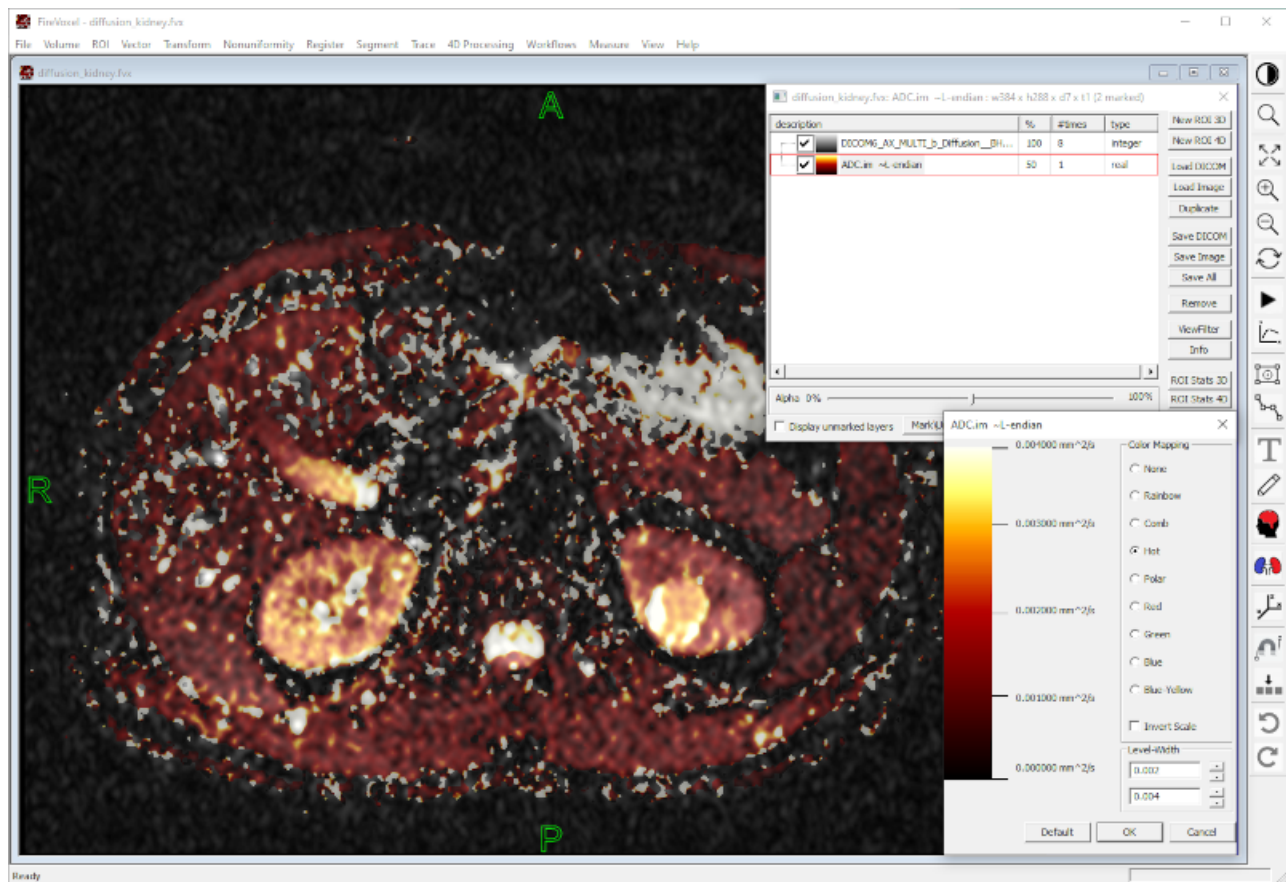 FireVoxel - diffusion_kidney.fvx
File Volume ROI Vector Transform Nonuniformity Register Segment Trace 4D Processing Workflows Measure View Help
diffusion_kidney.fvx
A
R
P
diffusion_kidney.fvx: ADC.im ~L-endian : w384 x h288 x d7 x t1 (2 marked)
description % #times type
DICOM6_AX_MULTI_b_Diffusion__BH... 100 8 integer
ADC.im ~L-endian 50 1 real
New ROI 3D
New ROI 4D
Load DICOM
Load Image
Duplicate
Save DICOM
Save Image
Save All
Remove
ViewFilter
Info
ROI Stats 3D
ROI Stats 4D
Alpha 0% 100%
Display unmarked layers
ADC.im ~L-endian
0.004000 mm^2/s
0.003000 mm^2/s
0.002000 mm^2/s
0.001000 mm^2/s
0.000000 mm^2/s
Color Mapping
None
Rainbow
Comb
Hot
Polar
Red
Green
Blue
Blue-Yellow
Invert Scale
Level-Width
0.002
0.004
Default OK Cancel
T
Ready